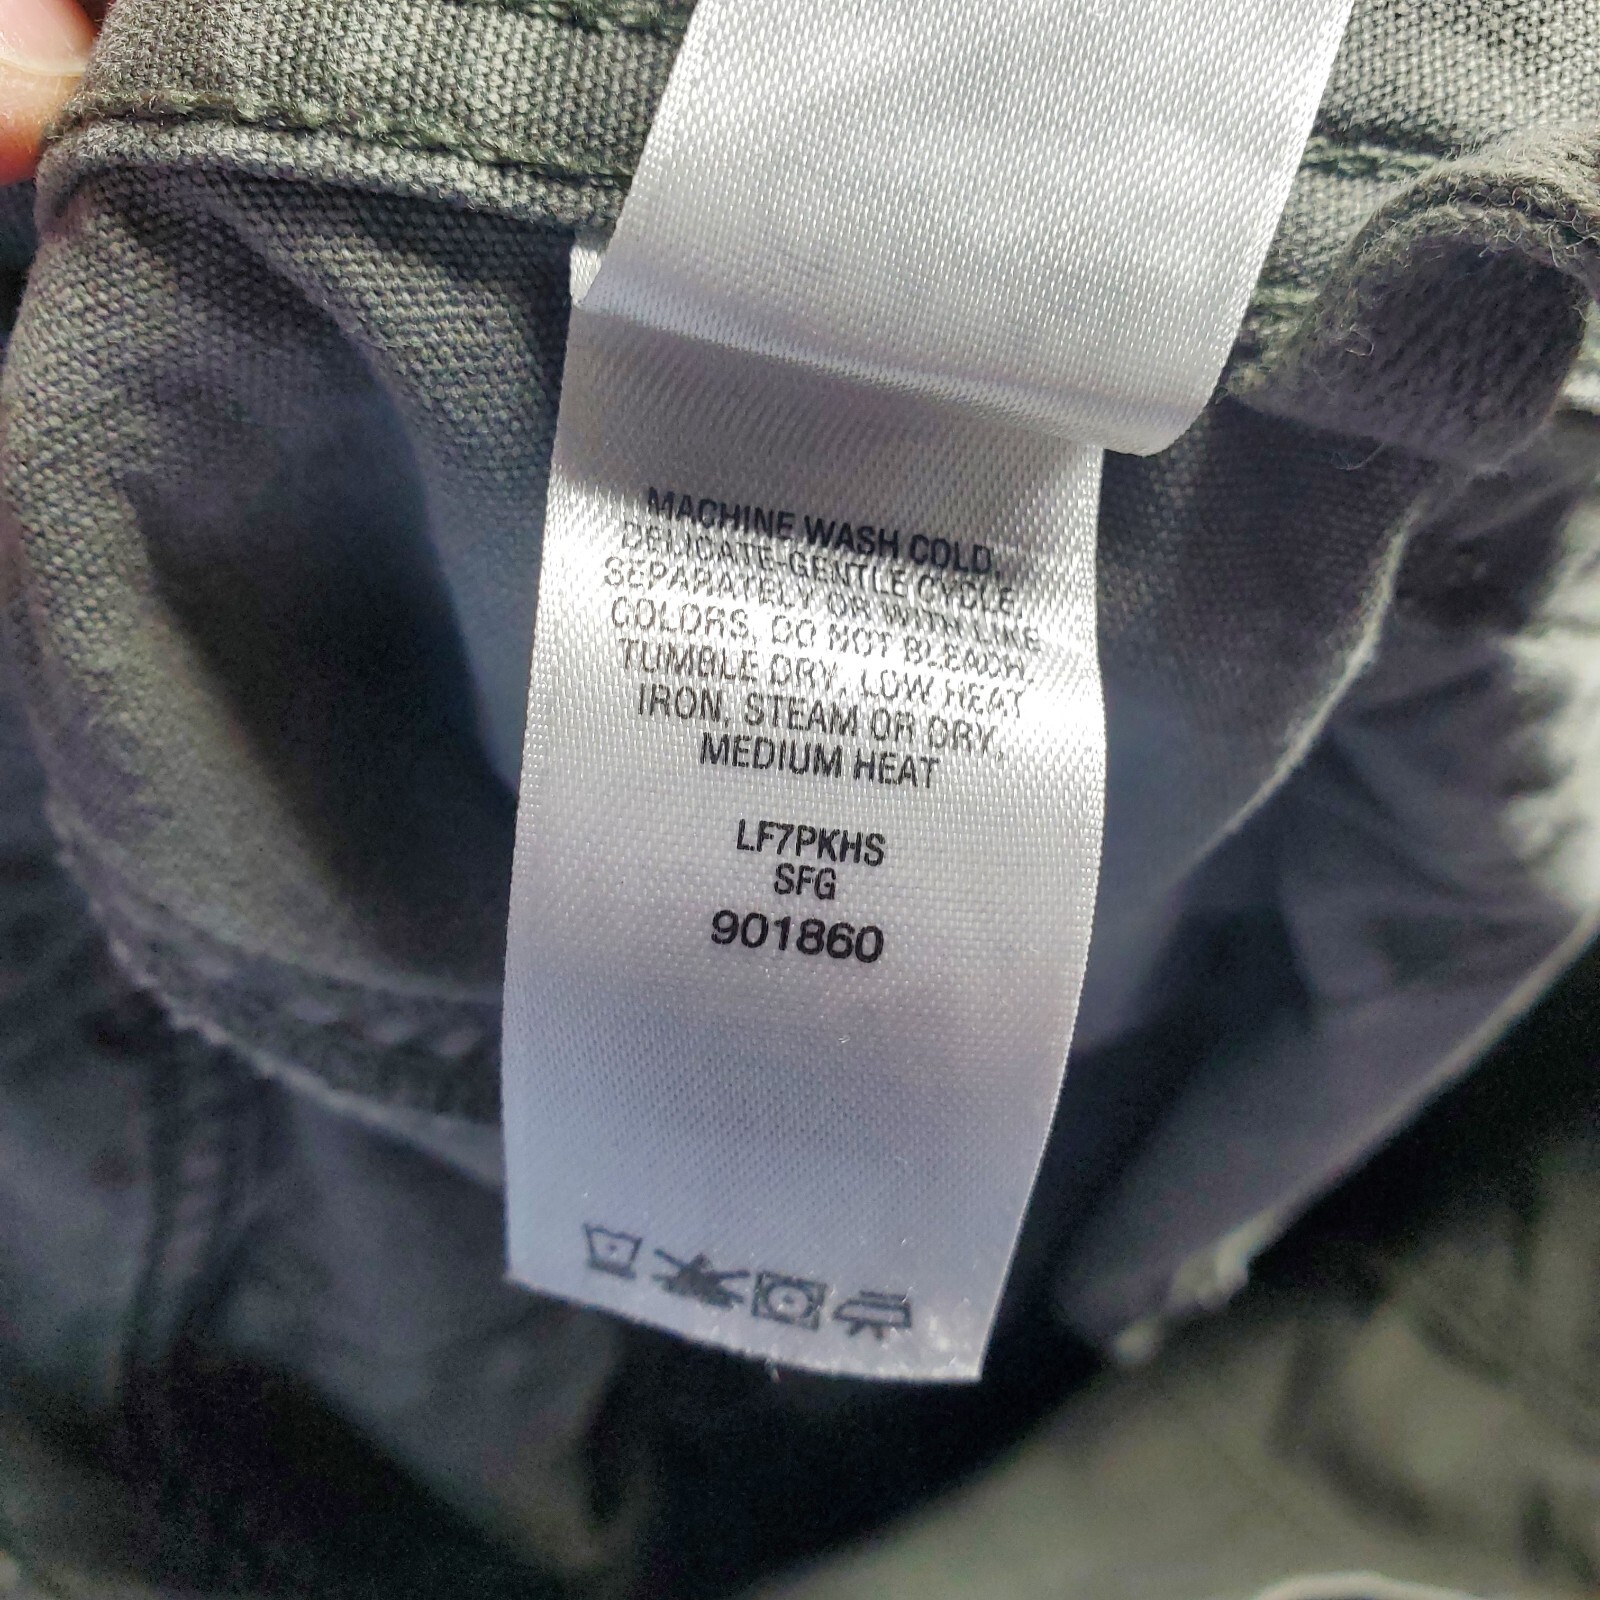 MACHINE WASH COLD,
DELICATE-GENTLE CYCLE
SEPARATELY OR WITH LIKE
COLORS, DO NOT BLEACH,
TUMBLE DRY, LOW HEAT
IRON, STEAM OR DRY,
MEDIUM HEAT
LF7PKHS
SFG
901860